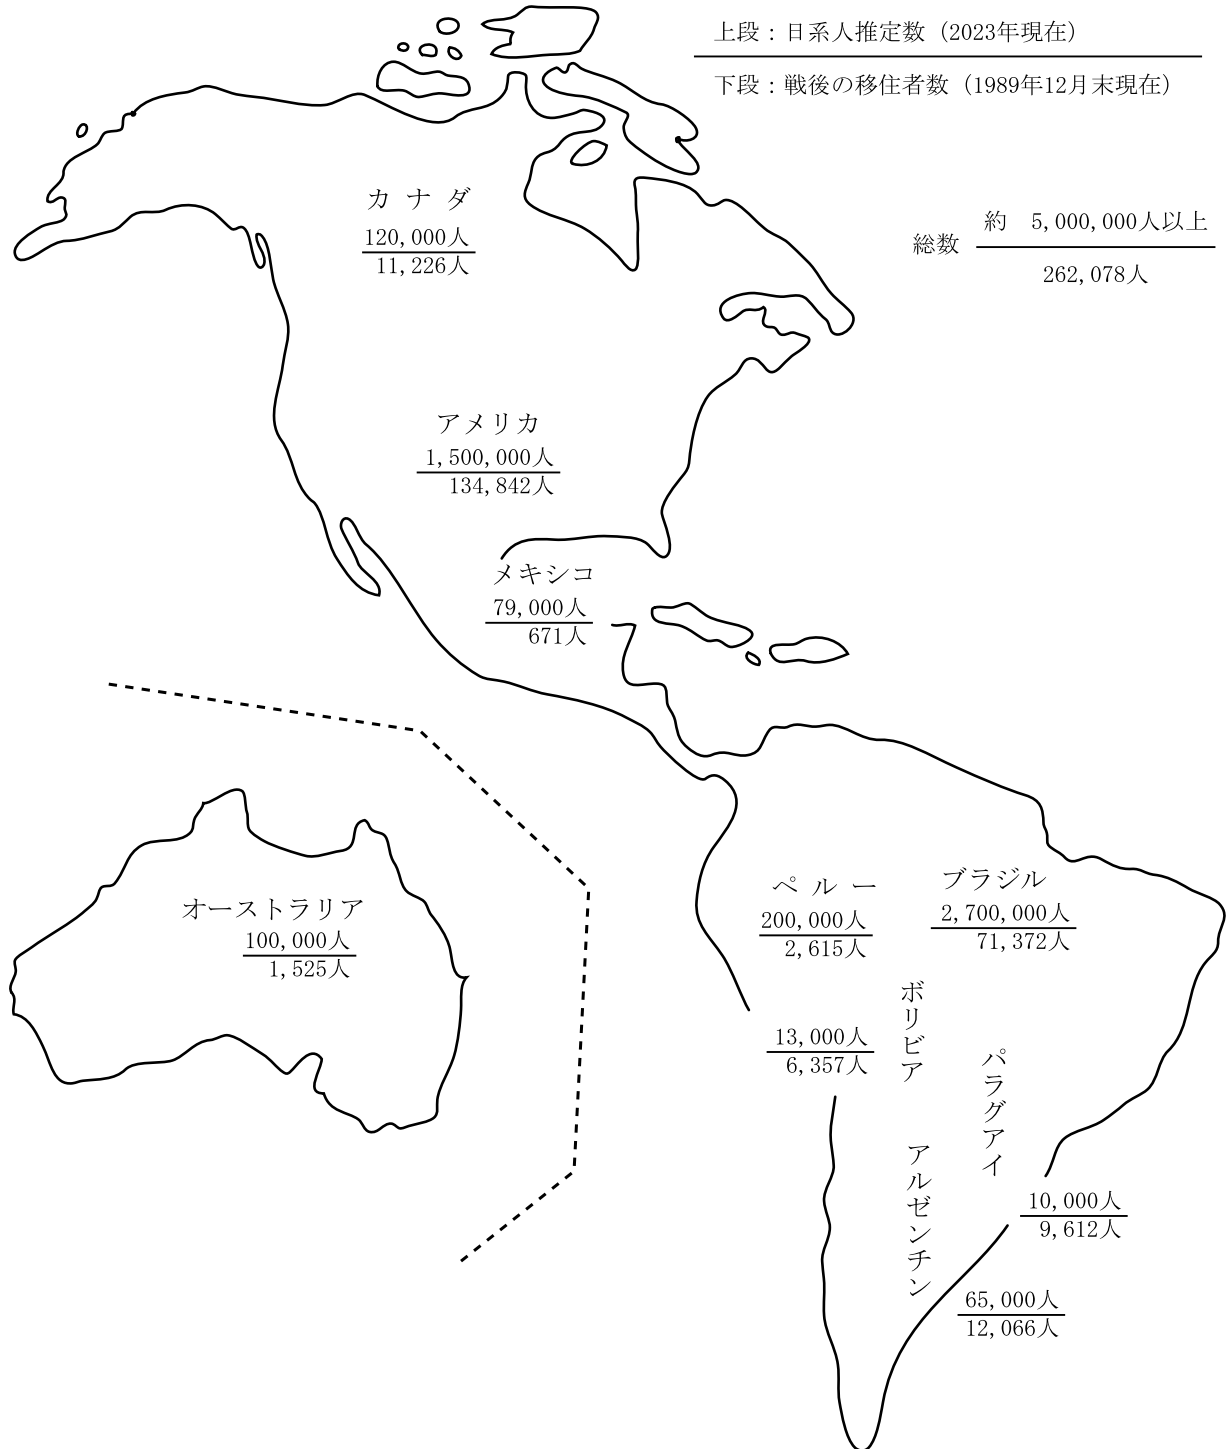 上段：日系人推定数（2023年現在）
下段：戦後の移住者数（1989年12月末現在）
総数
約　5,000,000人以上
262,078人
カ ナ ダ
120,000人
11,226人
アメリカ
1,500,000人
134,842人
メキシコ
79,000人
671人
オーストラリア
100,000人
1,525人
ペ ル ー
200,000人
2,615人
ブラジル
2,700,000人
71,372人
ボリビア
13,000人
6,357人
パラグアイ
10,000人
9,612人
アルゼンチン
65,000人
12,066人